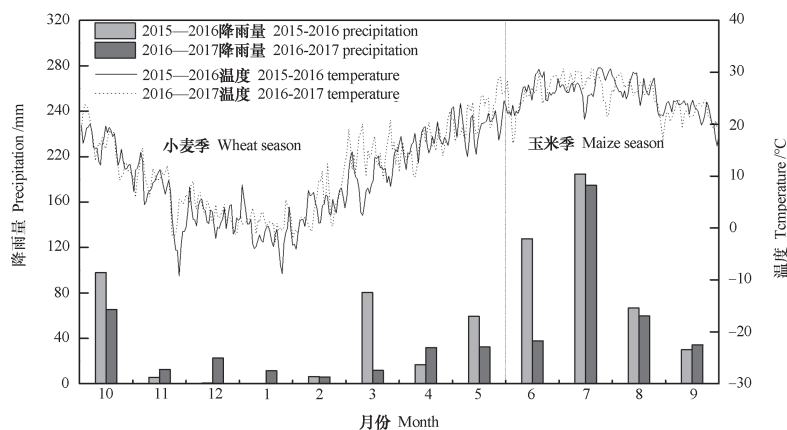 2015—2016降雨量 2015-2016 precipitation
2016—2017降雨量 2016-2017 precipitation
2015—2016温度 2015-2016 temperature
2016—2017温度 2016-2017 temperature
小麦季 Wheat season
玉米季 Maize season
降雨量 Precipitation /mm
320
280
240
220
160
120
80
40
0
温度 Tcmperature /°C
40
30
20
10
0
−10
−20
−30
10 11 12 1 2 3 4 5 6 7 8 9
月份 Month